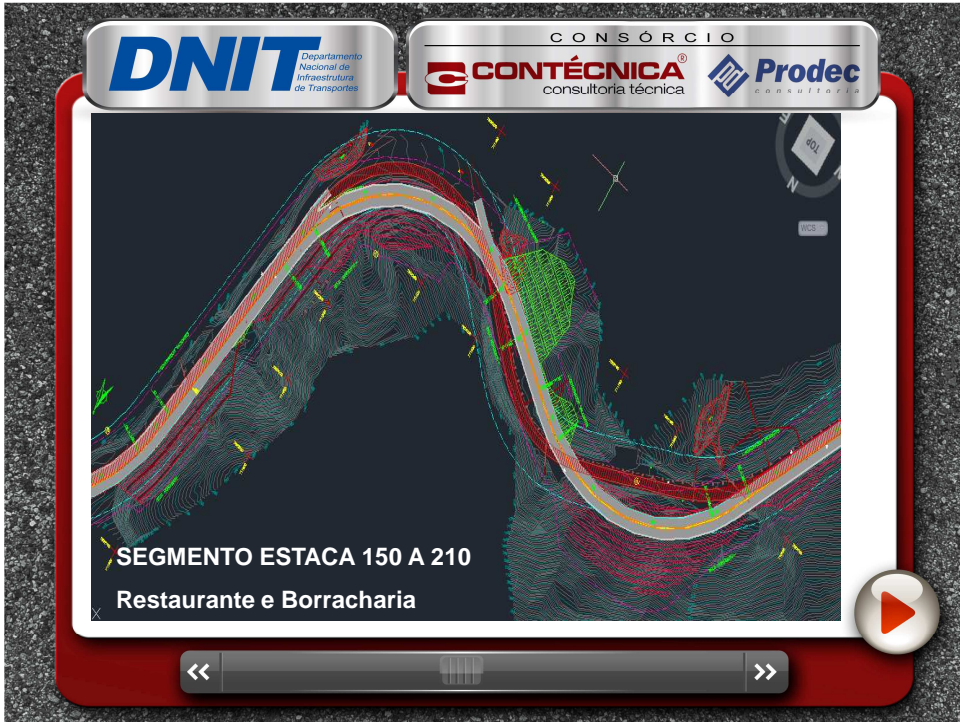 DNIT
Departamento
Nacional de
Infraestrutura
de Transportes
CONSÓRCIO
CONTÉCNICA®
consultoria técnica
Prodec
consultoria
TOP
N
WCS
SEGMENTO ESTACA 150 A 210
Restaurante e Borracharia
X